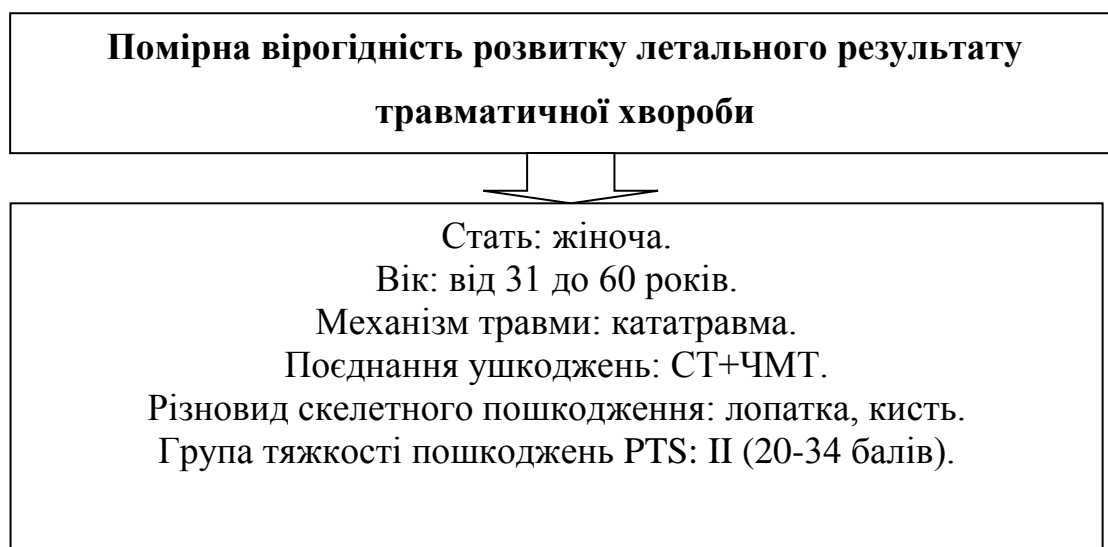 Помірна вірогідність розвитку летального результату
травматичної хвороби
Стать: жіноча.
Вік: від 31 до 60 років.
Механізм травми: кататравма.
Поєднання ушкоджень: СТ+ЧМТ.
Різновид скелетного пошкодження: лопатка, кисть.
Група тяжкості пошкоджень PTS: II (20-34 балів).